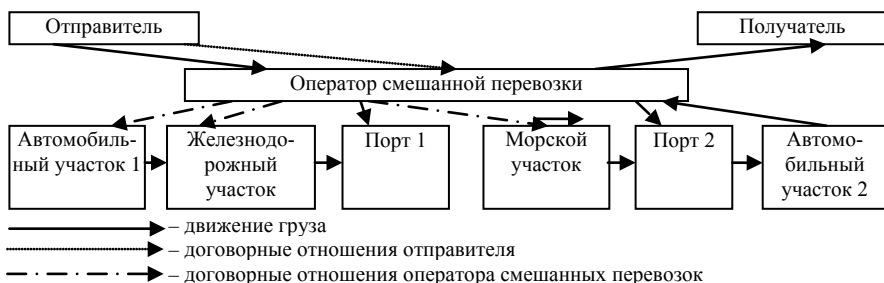 Отправитель
Получатель
Оператор смешанной перевозки
Автомобиль-
ный участок 1
Железнодо-
рожный
участок
Порт 1
Морской
участок
Порт 2
Автомо-
бильный
участок 2
– движение груза
– договорные отношения отправителя
– договорные отношения оператора смешанных перевозок